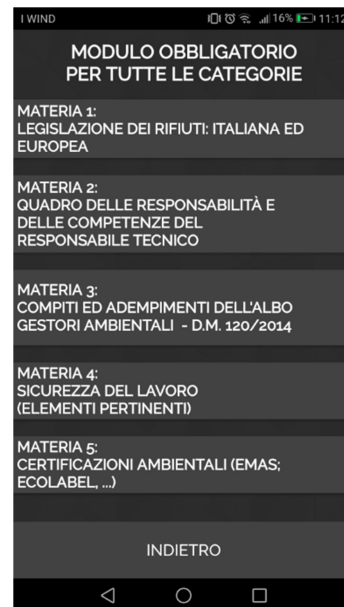 I WIND 16% 11:12
MODULO OBBLIGATORIO
PER TUTTE LE CATEGORIE
MATERIA 1:
LEGISLAZIONE DEI RIFIUTI: ITALIANA ED
EUROPEA
MATERIA 2:
QUADRO DELLE RESPONSABILITÀ E
DELLE COMPETENZE DEL
RESPONSABILE TECNICO
MATERIA 3:
COMPITI ED ADEMPIMENTI DELL'ALBO
GESTORI AMBIENTALI - D.M. 120/2014
MATERIA 4:
SICUREZZA DEL LAVORO
(ELEMENTI PERTINENTI)
MATERIA 5:
CERTIFICAZIONI AMBIENTALI (EMAS;
ECOLABEL, ...)
INDIETRO